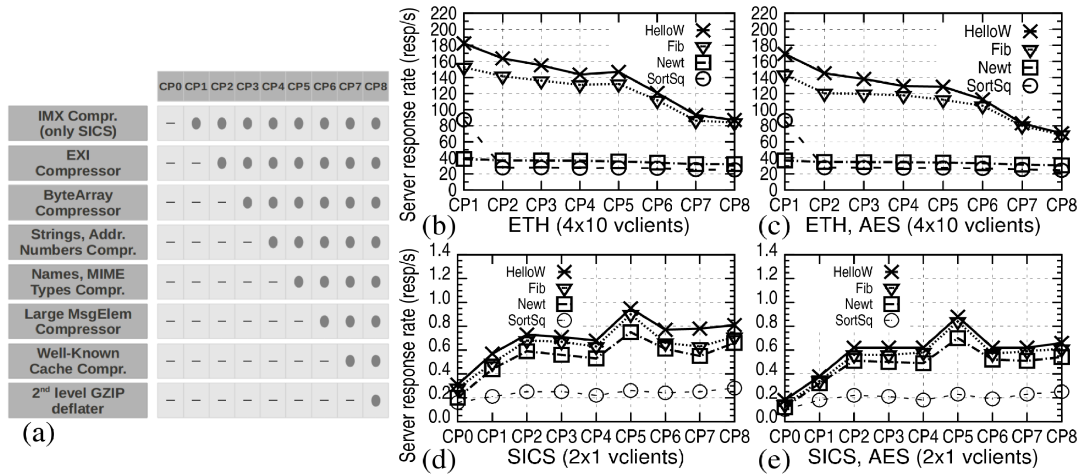 CP0 CP1 CP2 CP3 CP4 CP5 CP6 CP7 CP8
IMX Compr.
(only SICS)
– 
EXI
Compressor
– –
ByteArray
Compressor
– – –
Strings, Addr.
Numbers Compr.
– – – –
Names, MIME
Types Compr.
– – – – –
Large MsgElem
Compressor
– – – – – –
Well-Known
Cache Compr.
– – – – – – –
2nd level GZIP
deflater
– – – – – – – –
(a)
Server response rate (resp/s)
220
200
180
160
140
120
100
80
60
40
20
0
HelloW
Fib
Newt
SortSq
CP1 CP2 CP3 CP4 CP5 CP6 CP7 CP8
(b) ETH (4x10 vclients)
220
200
180
160
140
120
100
80
60
40
20
0
HelloW
Fib
Newt
SortSq
CP1 CP2 CP3 CP4 CP5 CP6 CP7 CP8
(c) ETH, AES (4x10 vclients)
Server response rate (resp/s)
1.4
1.2
1.0
0.8
0.6
0.4
0.2
0.0
HelloW
Fib
Newt
SortSq
CP0 CP1 CP2 CP3 CP4 CP5 CP6 CP7 CP8
(d) SICS (2x1 vclients)
1.4
1.2
1.0
0.8
0.6
0.4
0.2
0.0
HelloW
Fib
Newt
SortSq
CP0 CP1 CP2 CP3 CP4 CP5 CP6 CP7 CP8
(e) SICS, AES (2x1 vclients)